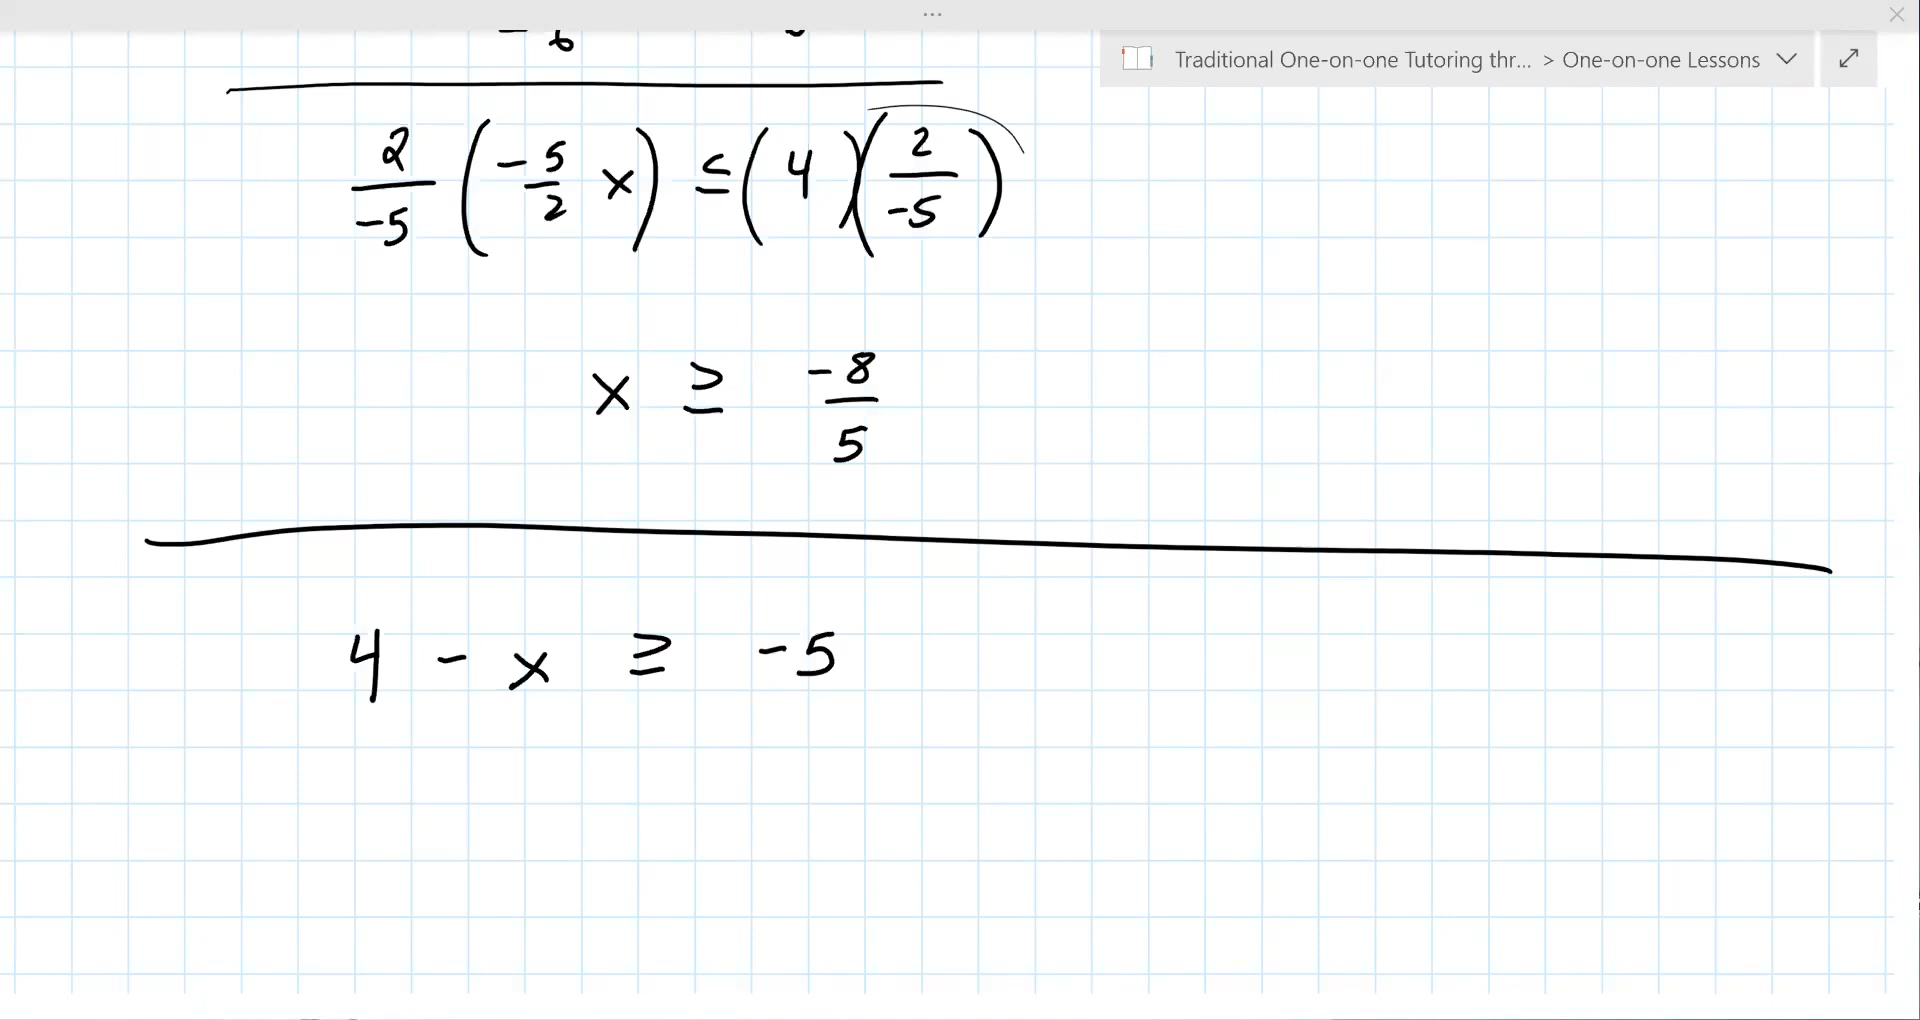 ...
Traditional One-on-one Tutoring thr... > One-on-one Lessons
2/-5 (-5/2 x) ≤ (4)(2/-5)
x ≥ -8/5
4 - x ≥ -5